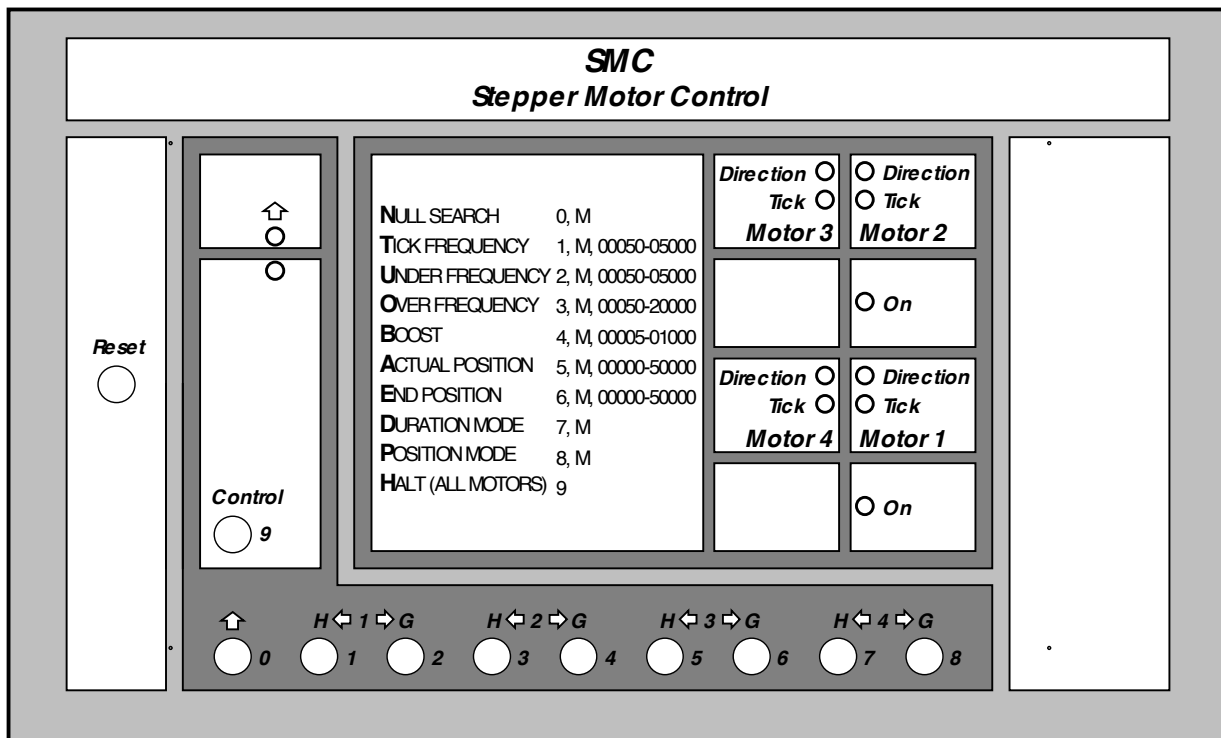 SMC
Stepper Motor Control
Reset
Control
9
NULL SEARCH 0, M
TICK FREQUENCY 1, M, 00050-05000
UNDER FREQUENCY 2, M, 00050-05000
OVER FREQUENCY 3, M, 00050-20000
BOOST 4, M, 00005-01000
ACTUAL POSITION 5, M, 00000-50000
END POSITION 6, M, 00000-50000
DURATION MODE 7, M
POSITION MODE 8, M
HALT (ALL MOTORS) 9
Direction
Tick
Motor 3
Direction
Tick
Motor 2
On
Direction
Tick
Motor 4
Direction
Tick
Motor 1
On
H 1 G H 2 G H 3 G H 4 G
0 1 2 3 4 5 6 7 8